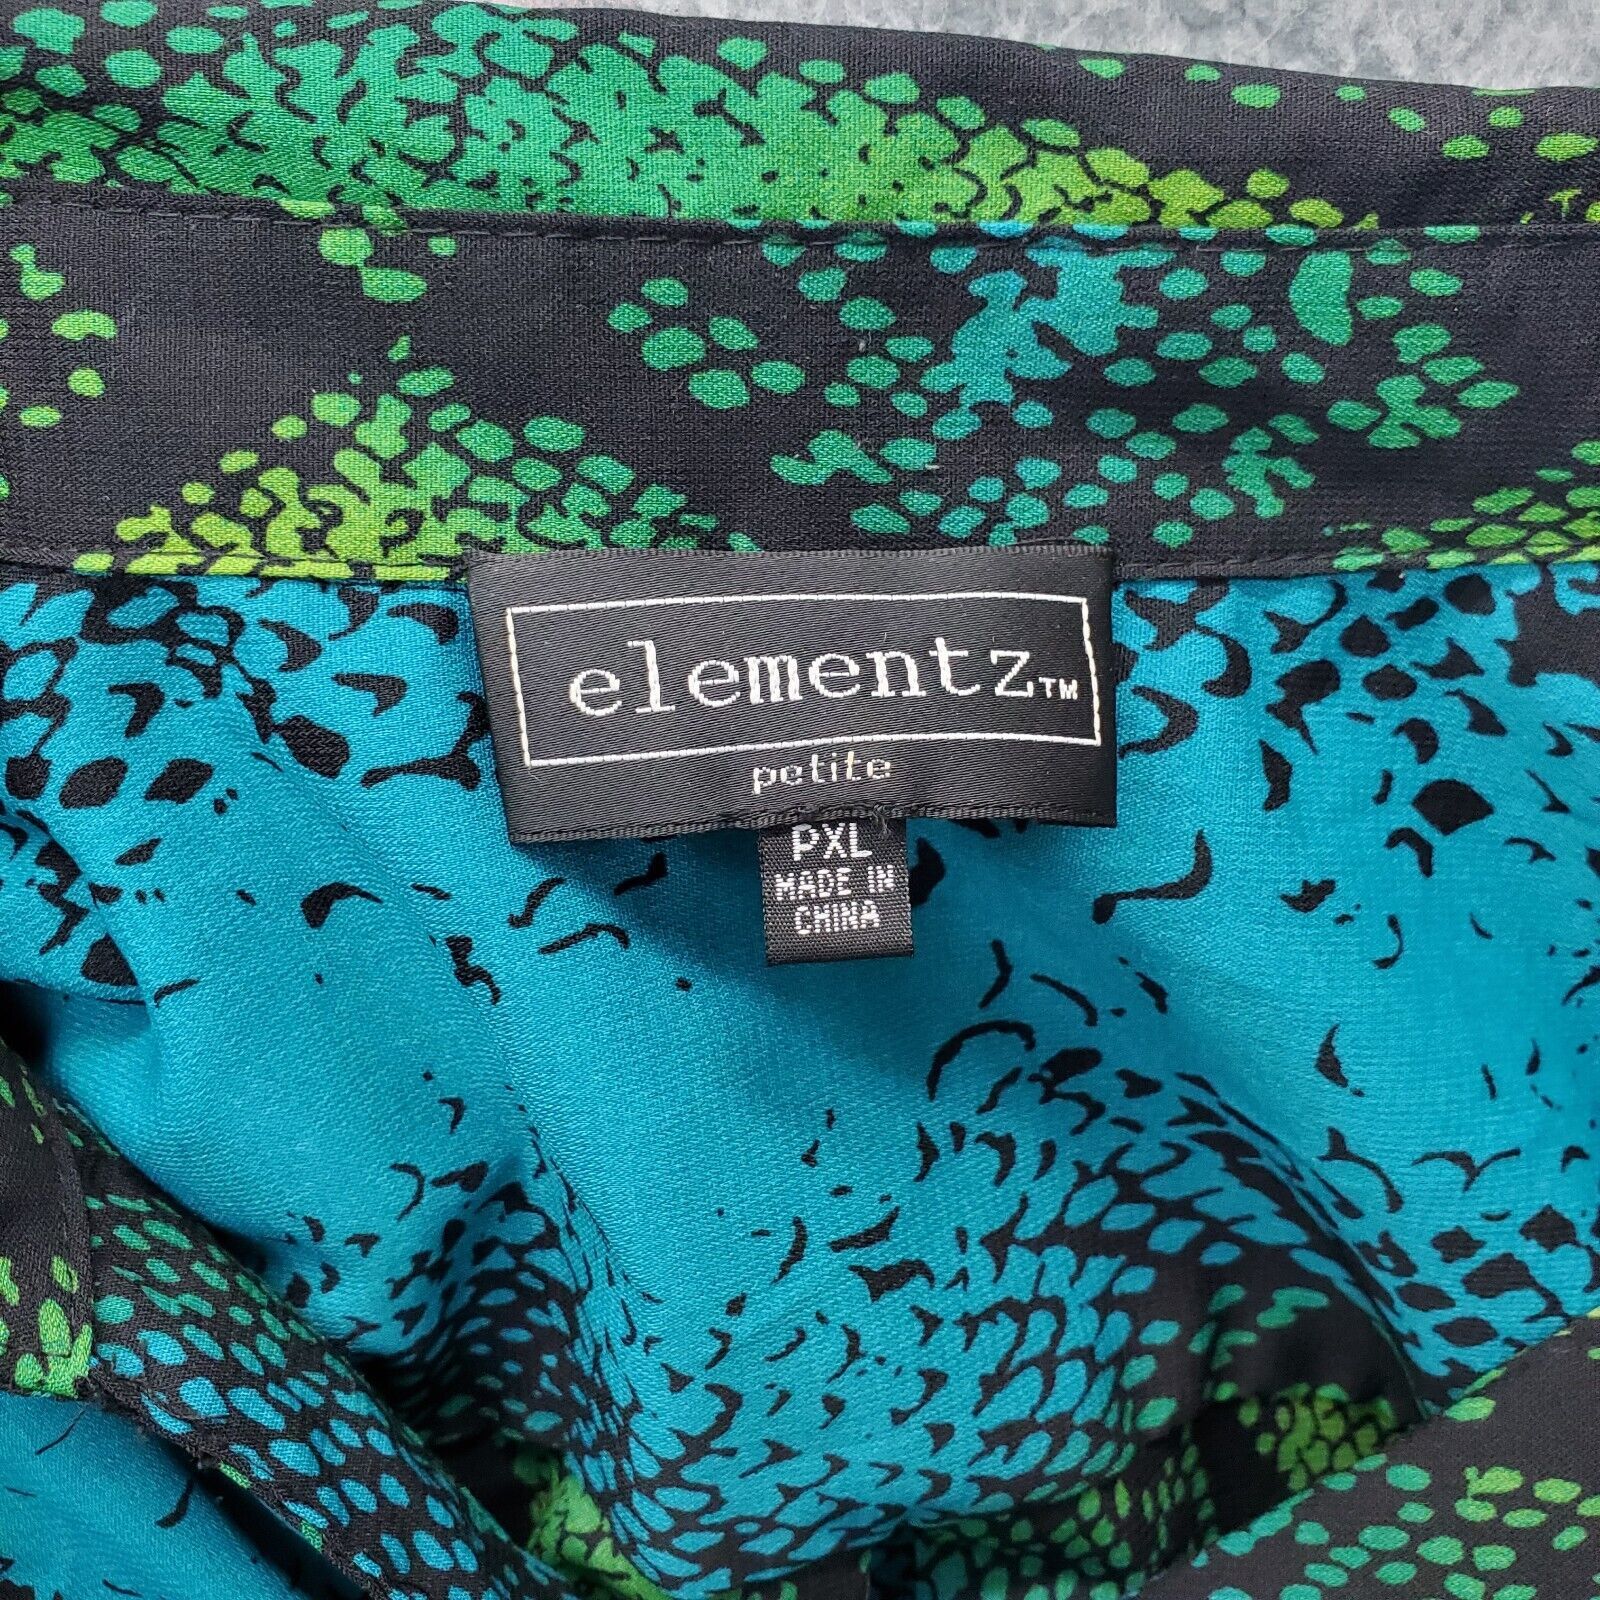 elementz™
petite
PXL
MADE IN
CHINA